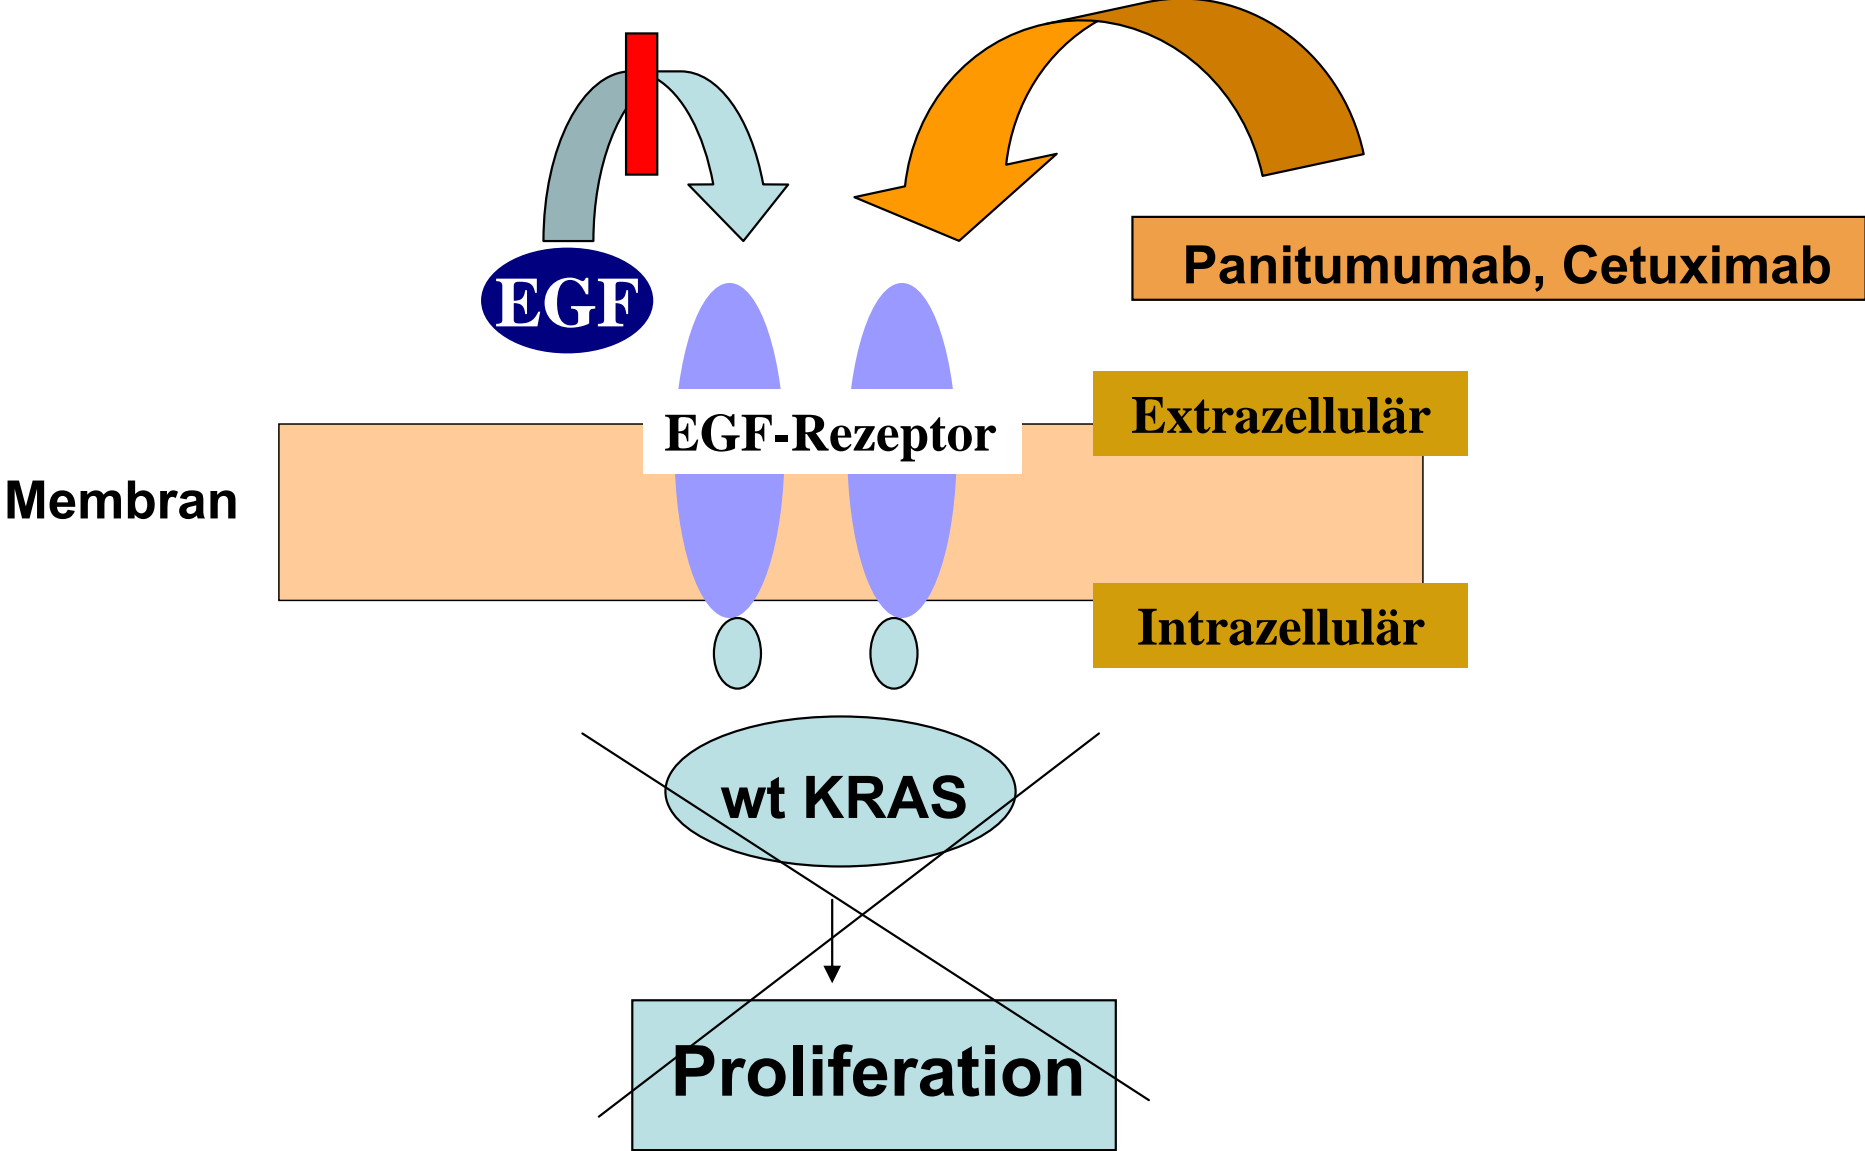 EGF
Panitumumab, Cetuximab
EGF-Rezeptor
Extrazellulär
Membran
Intrazellulär
wt KRAS
Proliferation